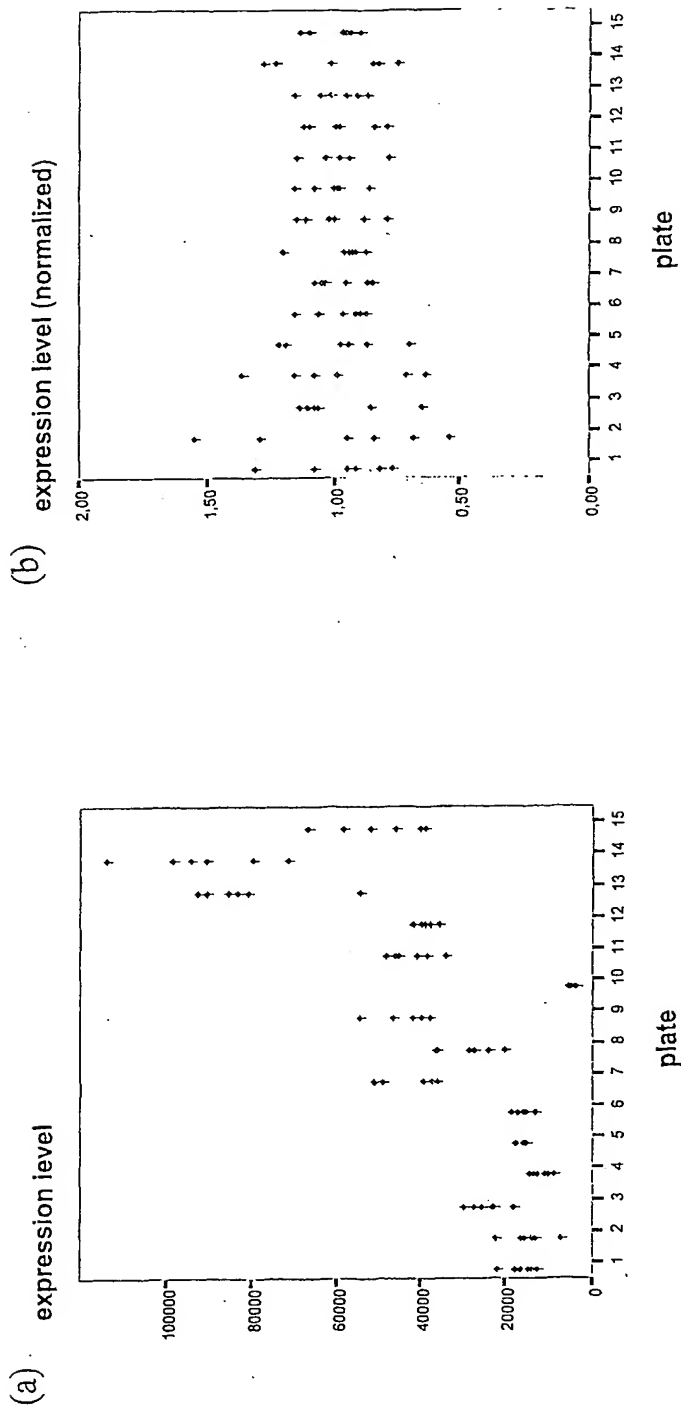 (a)
expression level
100000
80000
60000
40000
20000
0
1 2 3 4 5 6 7 8 9 10 11 12 13 14 15
plate
(b)
expression level (normalized)
2,00
1,50
1,00
0,50
0,00
1 2 3 4 5 6 7 8 9 10 11 12 13 14 15
plate